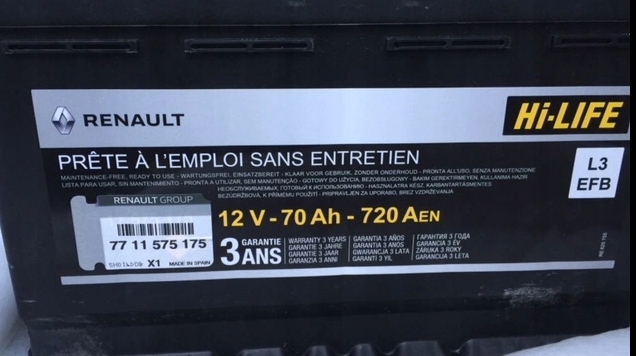 RENAULT
Hi-LIFE
PRÊTE À L'EMPLOI SANS ENTRETIEN
MAINTENANCE-FREE, READY TO USE - WARTUNGSFREI, EINSATZBEREIT - KLAAR VOOR GEBRUIK, ZONDER ONDERHOUD - PRONTA ALL'USO, SENZA MANUTENZIONE
LISTA PARA USAR, SIN MANTENIMIENTO - PRONTA A UTILIZAR, SEM MANUTENÇÃO - GOTOWY DO UŻYCIA, BEZOBSŁUGOWY - BAKIM GEREKTİRMEYEN, KULLANIMA HAZIR
НЕОБСЛУЖИВАЕМЫХ, ГОТОВЫЙ К ИСПОЛЬЗОВАНИЮ - HASZNÁLATRA KÉSZ, KARBANTARTÁSMENTES
BEZÚDRŽBOVÁ, K PŘÍMÉMU POUŽITÍ - PRIPRAVLJEN ZA UPORABO, BREZ VZDRŽEVANJA
L3
EFB
RENAULT GROUP
77 11 575 175
X1 MADE IN SPAIN
12 V - 70 Ah - 720 AEN
3 GARANTIE
ANS
WARRANTY 3 YEARS
GARANTIE 3 JAHRE
GARANTIE 3 JAAR
GARANZIA 3 ANNI
GARANTIA 3 AÑOS
GARANTIA 3 ANOS
GWARANCJA 3 LATA
GARANTİ 3 YIL
ГАРАНТИЯ 3 ГОДА
GARANCIA 3 ÉV
ZÁRUKA 3 ROKY
GARANCIJA 3 LETA